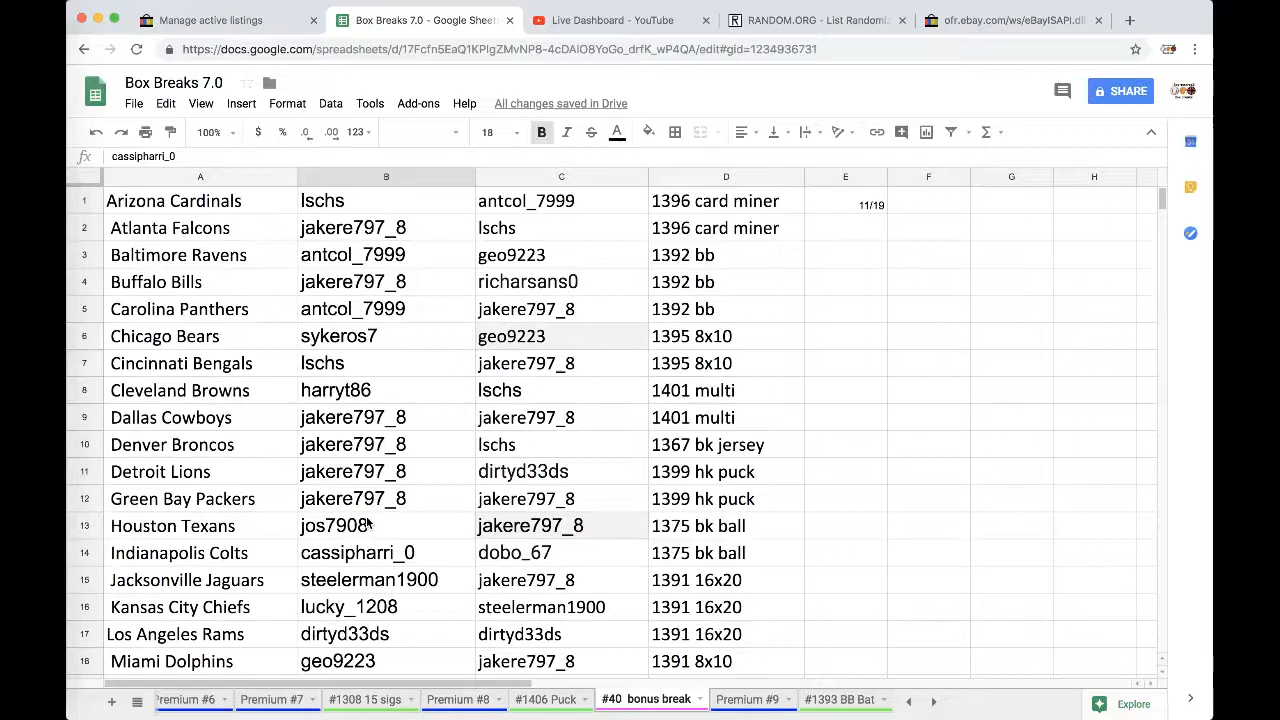 Manage active listings × Box Breaks 7.0 - Google Sheets × Live Dashboard - YouTube × RANDOM.ORG - List Randomiz × ofr.ebay.com/ws/eBayISAPI.dll × +
https://docs.google.com/spreadsheets/d/17Fcfn5EaQ1KPIgZMvNP8-4cDAIO8YoGo_drfK_wP4QA/edit#gid=1234936731
Box Breaks 7.0
File Edit View Insert Format Data Tools Add-ons Help All changes saved in Drive
SHARE
100% $ % .0 .00 123 18 B I S A
fx cassipharri_0
A B C D E F G H
1 Arizona Cardinals lschs antcol_7999 1396 card miner 11/19
2 Atlanta Falcons jakere797_8 lschs 1396 card miner
3 Baltimore Ravens antcol_7999 geo9223 1392 bb
4 Buffalo Bills jakere797_8 richarsans0 1392 bb
5 Carolina Panthers antcol_7999 jakere797_8 1392 bb
6 Chicago Bears sykeros7 geo9223 1395 8x10
7 Cincinnati Bengals lschs jakere797_8 1395 8x10
8 Cleveland Browns harryt86 lschs 1401 multi
9 Dallas Cowboys jakere797_8 jakere797_8 1401 multi
10 Denver Broncos jakere797_8 lschs 1367 bk jersey
11 Detroit Lions jakere797_8 dirtyd33ds 1399 hk puck
12 Green Bay Packers jakere797_8 jakere797_8 1399 hk puck
13 Houston Texans jos7908 jakere797_8 1375 bk ball
14 Indianapolis Colts cassipharri_0 dobo_67 1375 bk ball
15 Jacksonville Jaguars steelerman1900 jakere797_8 1391 16x20
16 Kansas City Chiefs lucky_1208 steelerman1900 1391 16x20
17 Los Angeles Rams dirtyd33ds dirtyd33ds 1391 16x20
18 Miami Dolphins geo9223 jakere797_8 1391 8x10
Premium #6 Premium #7 #1308 15 sigs Premium #8 #1406 Puck #40 bonus break Premium #9 #1393 BB Bat Explore